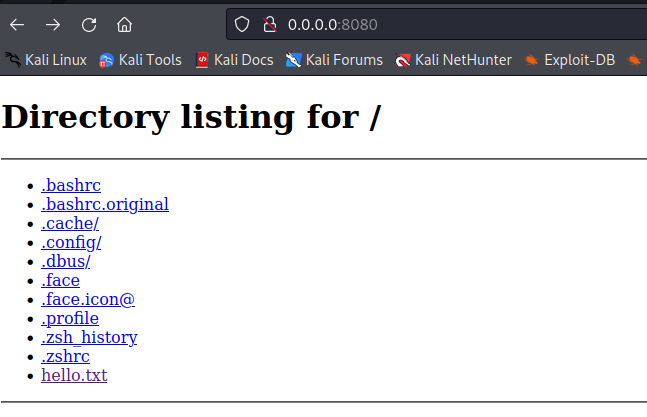 0.0.0.0:8080
Kali Linux Kali Tools Kali Docs Kali Forums Kali NetHunter Exploit-DB
Directory listing for /
.bashrc
.bashrc.original
.cache/
.config/
.dbus/
.face
.face.icon@
.profile
.zsh_history
.zshrc
hello.txt